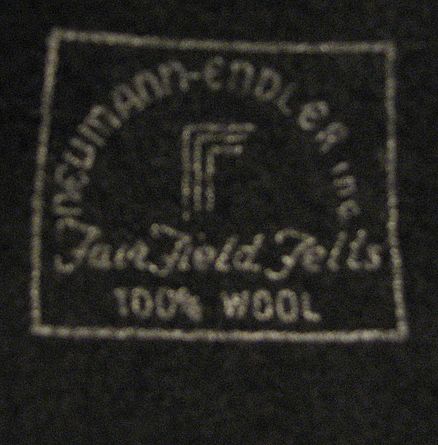 NEUMANN-ENDLER INC
FairField Felts
100% WOOL